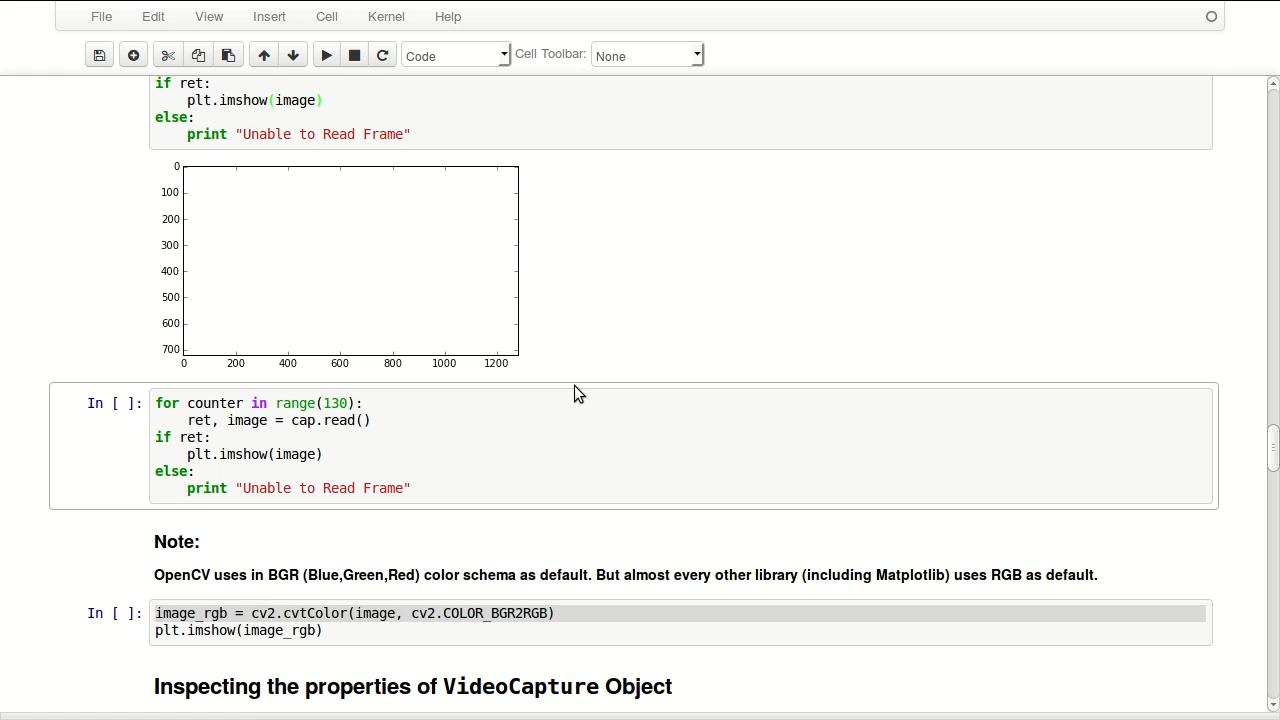 File Edit View Insert Cell Kernel Help
Code Cell Toolbar: None
if ret:
    plt.imshow(image)
else:
    print "Unable to Read Frame"
0
100
200
300
400
500
600
700
0 200 400 600 800 1000 1200
In [ ]: for counter in range(130):
    ret, image = cap.read()
if ret:
    plt.imshow(image)
else:
    print "Unable to Read Frame"
Note:
OpenCV uses in BGR (Blue,Green,Red) color schema as default. But almost every other library (including Matplotlib) uses RGB as default.
In [ ]: image_rgb = cv2.cvtColor(image, cv2.COLOR_BGR2RGB)
plt.imshow(image_rgb)
Inspecting the properties of VideoCapture Object